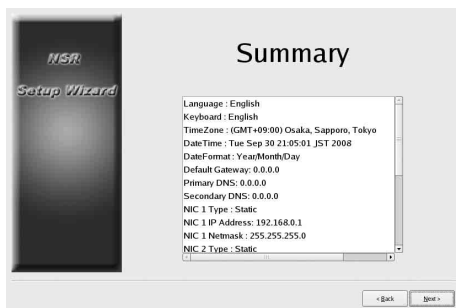 NSR
Setup Wizard
Summary
Language : English
Keyboard : English
TimeZone : (GMT+09:00) Osaka, Sapporo, Tokyo
DateTime : Tue Sep 30 21:05:01 JST 2008
DateFormat : Year/Month/Day
Default Gateway: 0.0.0.0
Primary DNS: 0.0.0.0
Secondary DNS: 0.0.0.0
NIC 1 Type : Static
NIC 1 IP Address: 192.168.0.1
NIC 1 Netmask : 255.255.255.0
NIC 2 Type : Static
< Back
Next >